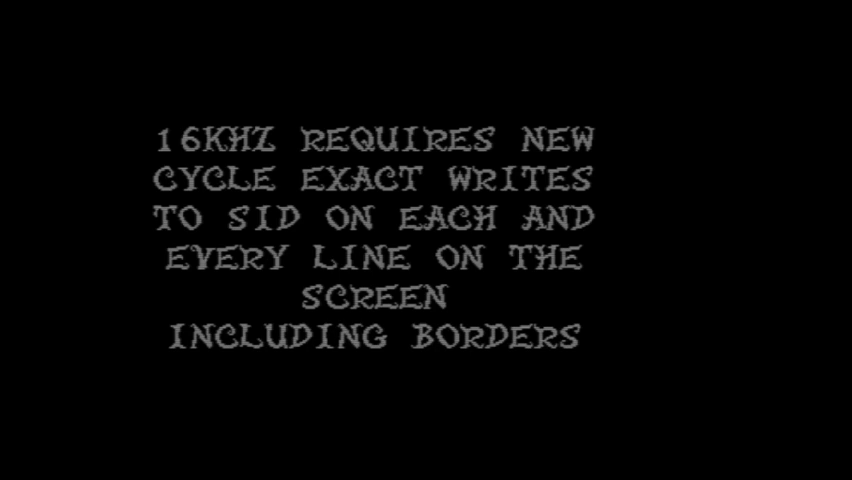 16KHZ REQUIRES NEW
CYCLE EXACT WRITES
TO SID ON EACH AND
EVERY LINE ON THE
SCREEN
INCLUDING BORDERS